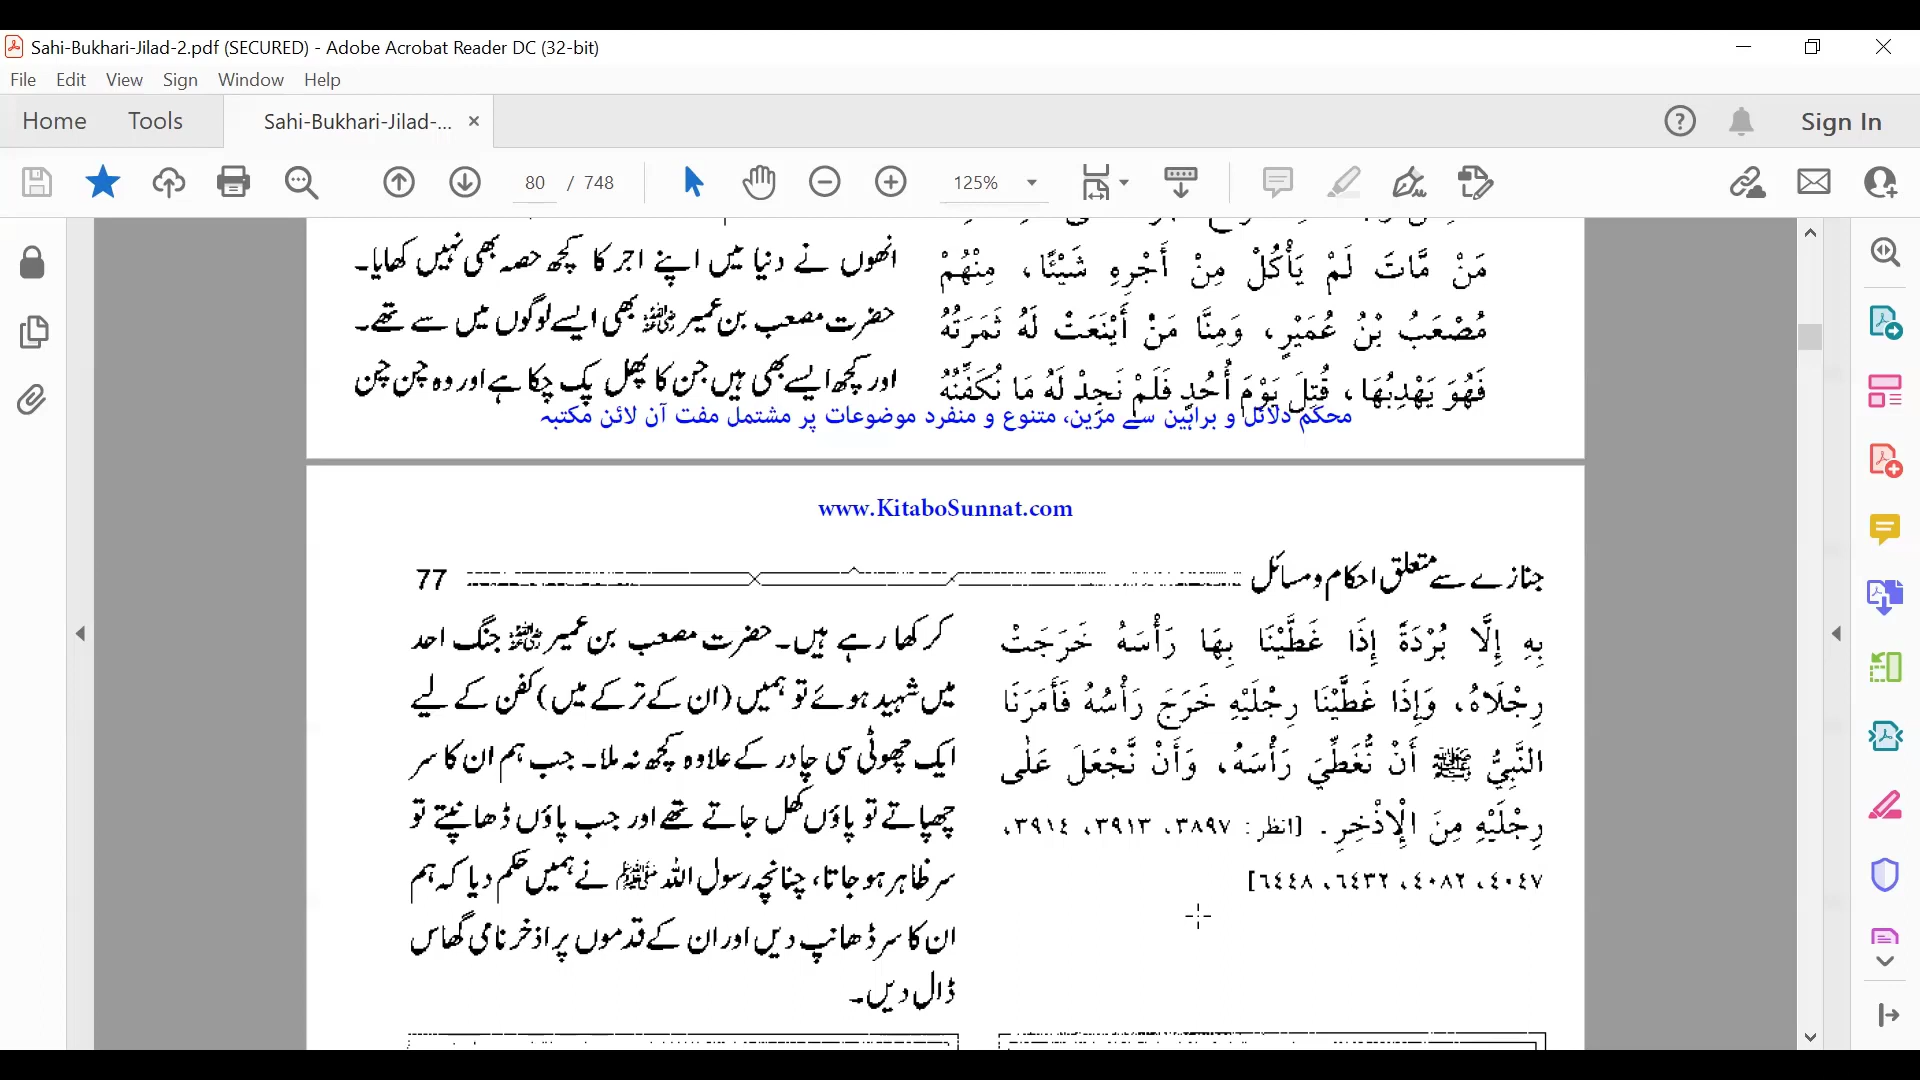 Sahi-Bukhari-Jilad-2.pdf (SECURED) - Adobe Acrobat Reader DC (32-bit)
File Edit View Sign Window Help
Home Tools Sahi-Bukhari-Jilad-... × Sign In
80 / 748 125%
مَنْ مَّاتَ لَمْ يَأْكُلْ مِنْ أَجْرِهِ شَيْئًا، مِنْهُمْ
مُصْعَبُ بْنُ عُمَيْرٍ، وَمِنَّا مَنْ أَيْنَعَتْ لَهُ ثَمَرَتُهُ
فَهُوَ يَهْدِبُهَا، قُتِلَ يَوْمَ أُحُدٍ فَلَمْ نَجِدْ لَهُ مَا نُكَفِّنُهُ
انھوں نے دنیا میں اپنے اجر کا کچھ حصہ بھی نہیں کھایا۔
حضرت مصعب بن عمیر ؓ بھی ایسے لوگوں میں سے تھے۔
اور کچھ ایسے بھی ہیں جن کا پھل پک چکا ہے اور وہ چن چن
محکم دلائل و براہین سے مزین، متنوع و منفرد موضوعات پر مشتمل مفت آن لائن مکتبہ
www.KitaboSunnat.com
جنازے سے متعلق احکام و مسائل 77
بِهِ إِلَّا بُرْدَةً إِذَا غَطَّيْنَا بِهَا رَأْسَهُ خَرَجَتْ
رِجْلَاهُ، وَإِذَا غَطَّيْنَا رِجْلَيْهِ خَرَجَ رَأْسُهُ فَأَمَرَنَا
النَّبِيُّ ﷺ أَنْ نُّغَطِّيَ رَأْسَهُ، وَأَنْ نَّجْعَلَ عَلٰى
رِجْلَيْهِ مِنَ الْإِذْخِرِ. [انظر: ٣٨٩٧، ٣٩١٣، ٣٩١٤،
٤٠٤٧، ٤٠٨٢، ٦٤٣٢، ٦٤٤٨]
کر کھا رہے ہیں۔ حضرت مصعب بن عمیر ؓ جنگ احد
میں شہید ہوئے تو ہمیں (ان کے ترکے میں) کفن کے لیے
ایک چھوٹی سی چادر کے علاوہ کچھ نہ ملا۔ جب ہم ان کا سر
چھپاتے تو پاؤں کھل جاتے تھے اور جب پاؤں ڈھانپتے تو
سر ظاہر ہو جاتا، چنانچہ رسول اللہ ﷺ نے ہمیں حکم دیا کہ ہم
ان کا سر ڈھانپ دیں اور ان کے قدموں پر اذخر نامی گھاس
ڈال دیں۔